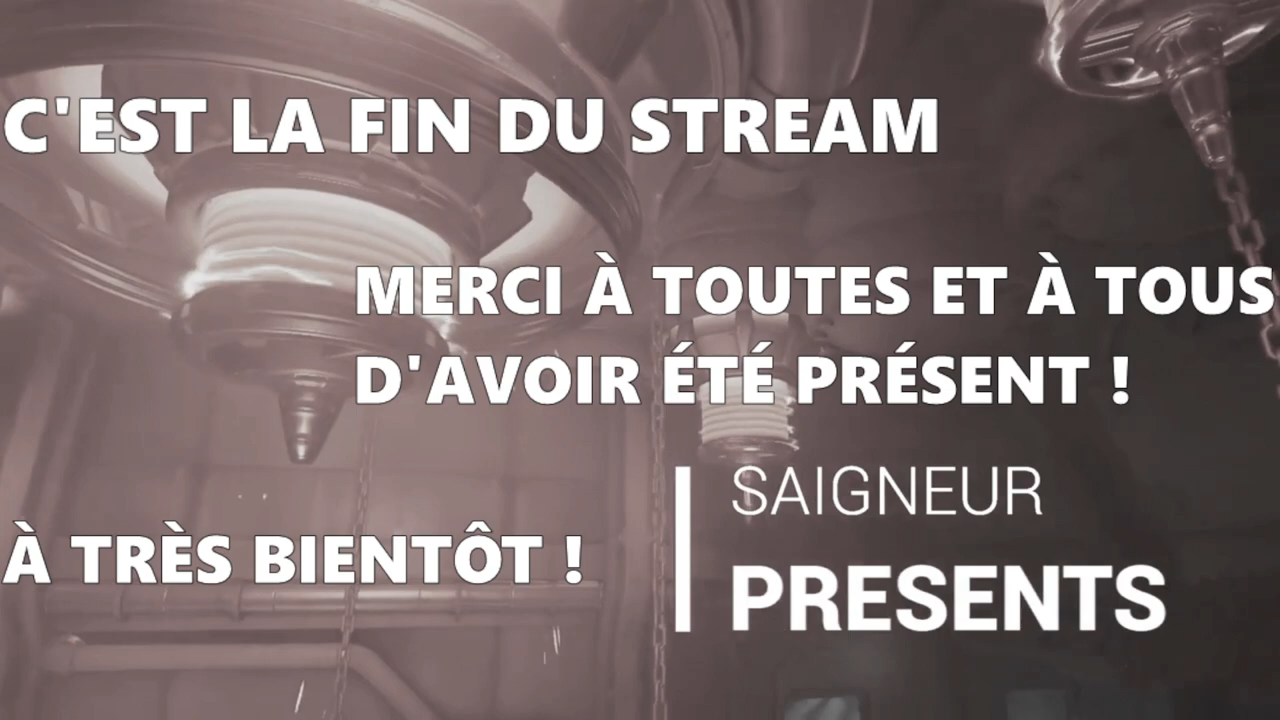 C'EST LA FIN DU STREAM
MERCI À TOUTES ET À TOUS
D'AVOIR ÉTÉ PRÉSENT !
SAIGNEUR
PRESENTS
À TRÈS BIENTÔT !